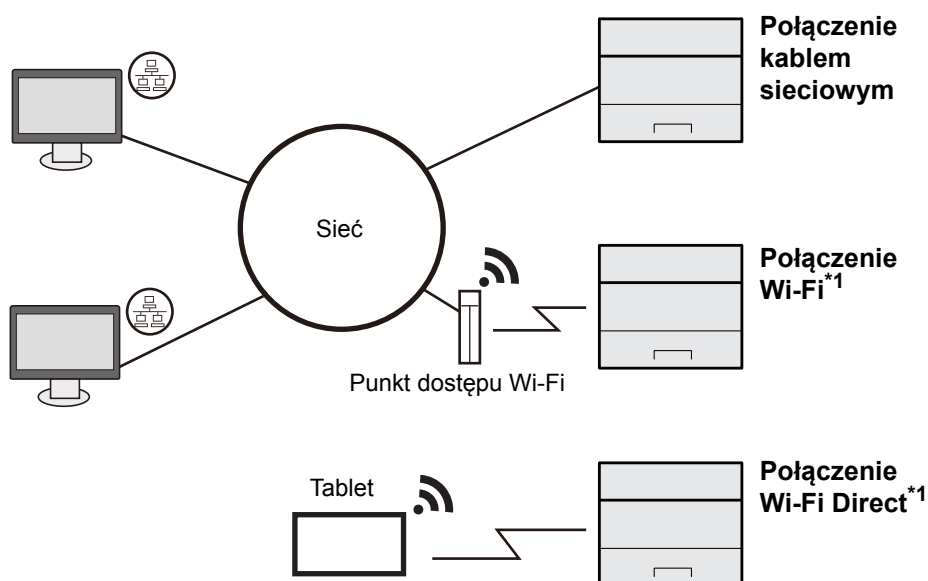 Połączenie
kablem
sieciowym
Sieć
Połączenie
Wi-Fi*1
Punkt dostępu Wi-Fi
Tablet
Połączenie
Wi-Fi Direct*1